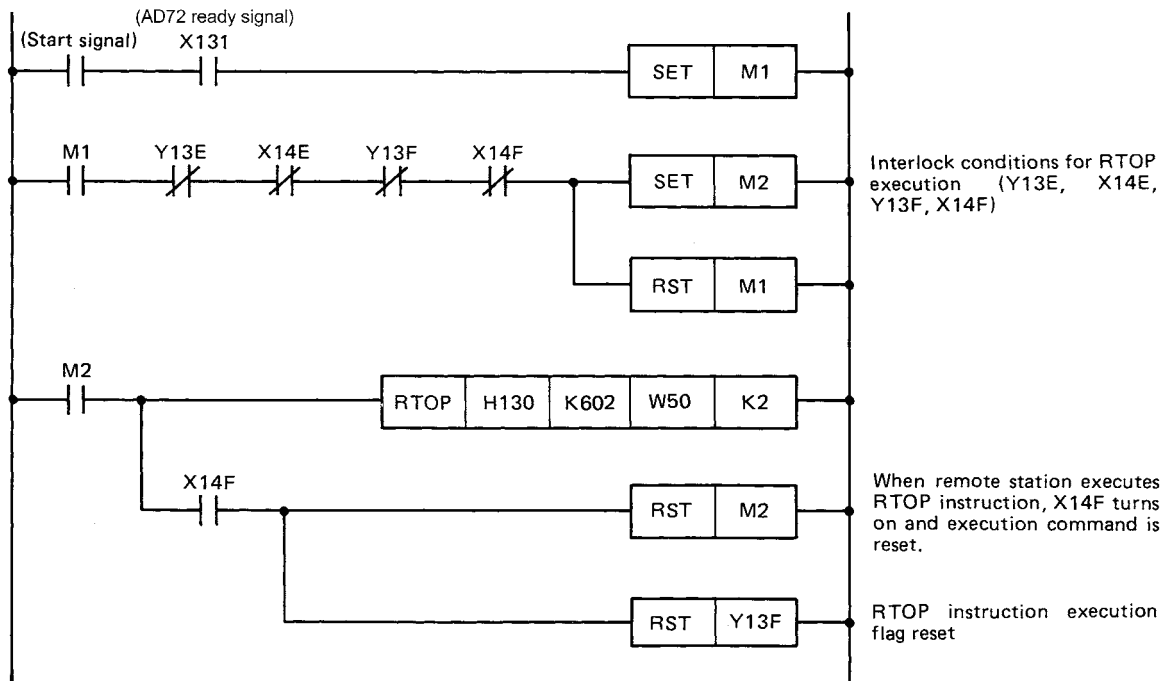 (AD72 ready signal)
(Start signal) X131
SET M1
M1 Y13E X14E Y13F X14F
SET M2
Interlock conditions for RTOP
execution (Y13E, X14E,
Y13F, X14F)
RST M1
M2
RTOP H130 K602 W50 K2
X14F
RST M2
When remote station executes
RTOP instruction, X14F turns
on and execution command is
reset.
RST Y13F
RTOP instruction execution
flag reset